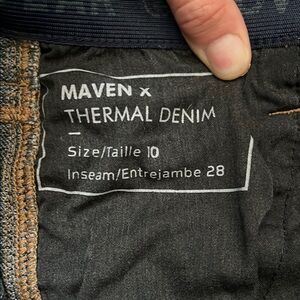 MAVEN x
THERMAL DENIM
Size/Taille 10
Inseam/Entrejambe 28